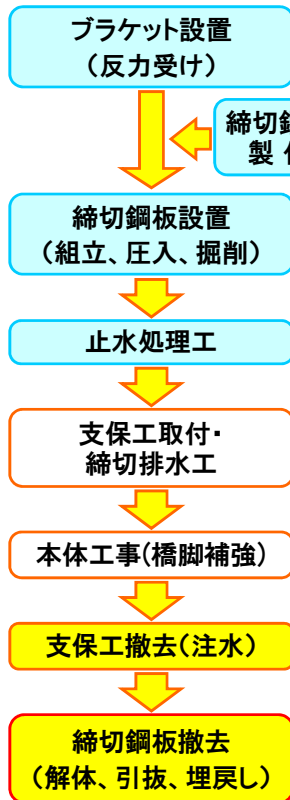 ブラケット設置
（反力受け）
締切鋼
製
締切鋼板設置
（組立、圧入、掘削）
止水処理工
支保工取付・
締切排水工
本体工事(橋脚補強）
支保工撤去（注水）
締切鋼板撤去
（解体、引抜、埋戻し）